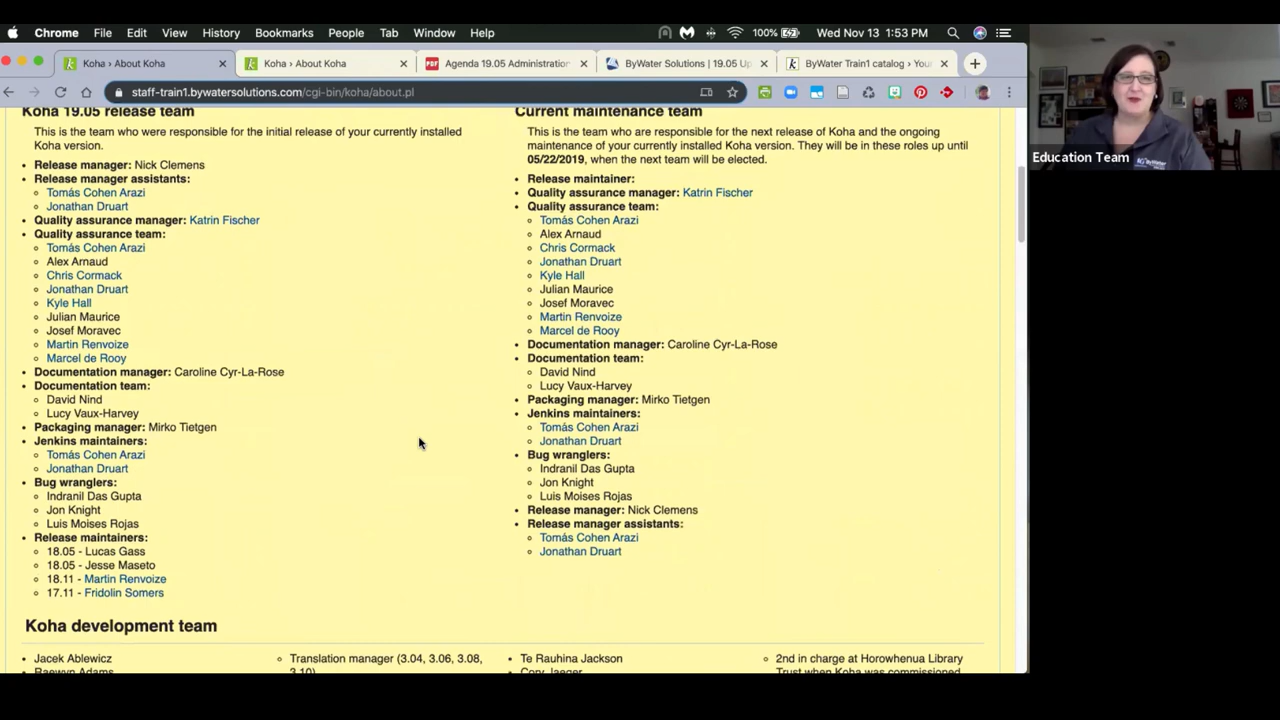 Chrome File Edit View History Bookmarks People Tab Window Help 100% Wed Nov 13 1:53 PM
Koha › About Koha
Koha › About Koha
Agenda 19.05 Administration
ByWater Solutions | 19.05 Up
ByWater Train1 catalog › You
staff-train1.bywatersolutions.com/cgi-bin/koha/about.pl
Education Team
ByWater
Koha 19.05 release team
This is the team who were responsible for the initial release of your currently installed
Koha version.
Release manager: Nick Clemens
Release manager assistants:
Tomás Cohen Arazi
Jonathan Druart
Quality assurance manager: Katrin Fischer
Quality assurance team:
Tomás Cohen Arazi
Alex Arnaud
Chris Cormack
Jonathan Druart
Kyle Hall
Julian Maurice
Josef Moravec
Martin Renvoize
Marcel de Rooy
Documentation manager: Caroline Cyr-La-Rose
Documentation team:
David Nind
Lucy Vaux-Harvey
Packaging manager: Mirko Tietgen
Jenkins maintainers:
Tomás Cohen Arazi
Jonathan Druart
Bug wranglers:
Indranil Das Gupta
Jon Knight
Luis Moises Rojas
Release maintainers:
18.05 - Lucas Gass
18.05 - Jesse Maseto
18.11 - Martin Renvoize
17.11 - Fridolin Somers
Current maintenance team
This is the team who are responsible for the next release of Koha and the ongoing
maintenance of your currently installed Koha version. They will be in these roles up until
05/22/2019, when the next team will be elected.
Release maintainer:
Quality assurance manager: Katrin Fischer
Quality assurance team:
Tomás Cohen Arazi
Alex Arnaud
Chris Cormack
Jonathan Druart
Kyle Hall
Julian Maurice
Josef Moravec
Martin Renvoize
Marcel de Rooy
Documentation manager: Caroline Cyr-La-Rose
Documentation team:
David Nind
Lucy Vaux-Harvey
Packaging manager: Mirko Tietgen
Jenkins maintainers:
Tomás Cohen Arazi
Jonathan Druart
Bug wranglers:
Indranil Das Gupta
Jon Knight
Luis Moises Rojas
Release manager: Nick Clemens
Release manager assistants:
Tomás Cohen Arazi
Jonathan Druart
Koha development team
Jacek Ablewicz
Raewyn Adams
Translation manager (3.04, 3.06, 3.08,
3.10)
Te Rauhina Jackson
Cory Jaeger
2nd in charge at Horowhenua Library
Trust when Koha was commissioned